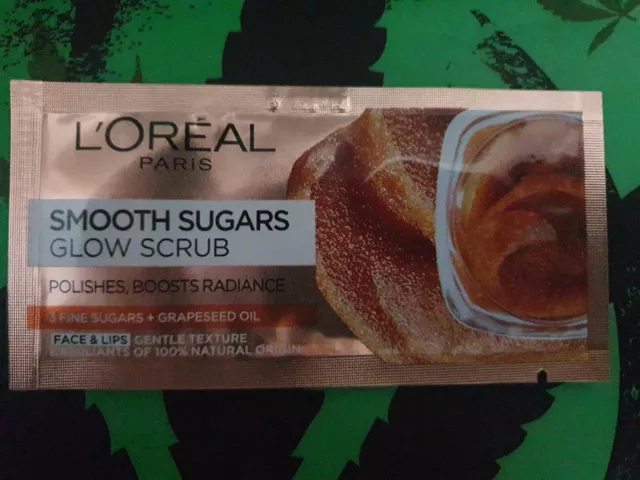 L'ORÉAL
PARIS
SMOOTH SUGARS
GLOW SCRUB
POLISHES, BOOSTS RADIANCE
3 FINE SUGARS + GRAPESEED OIL
FACE & LIPS GENTLE TEXTURE
EXFOLIANTS OF 100% NATURAL ORIGIN